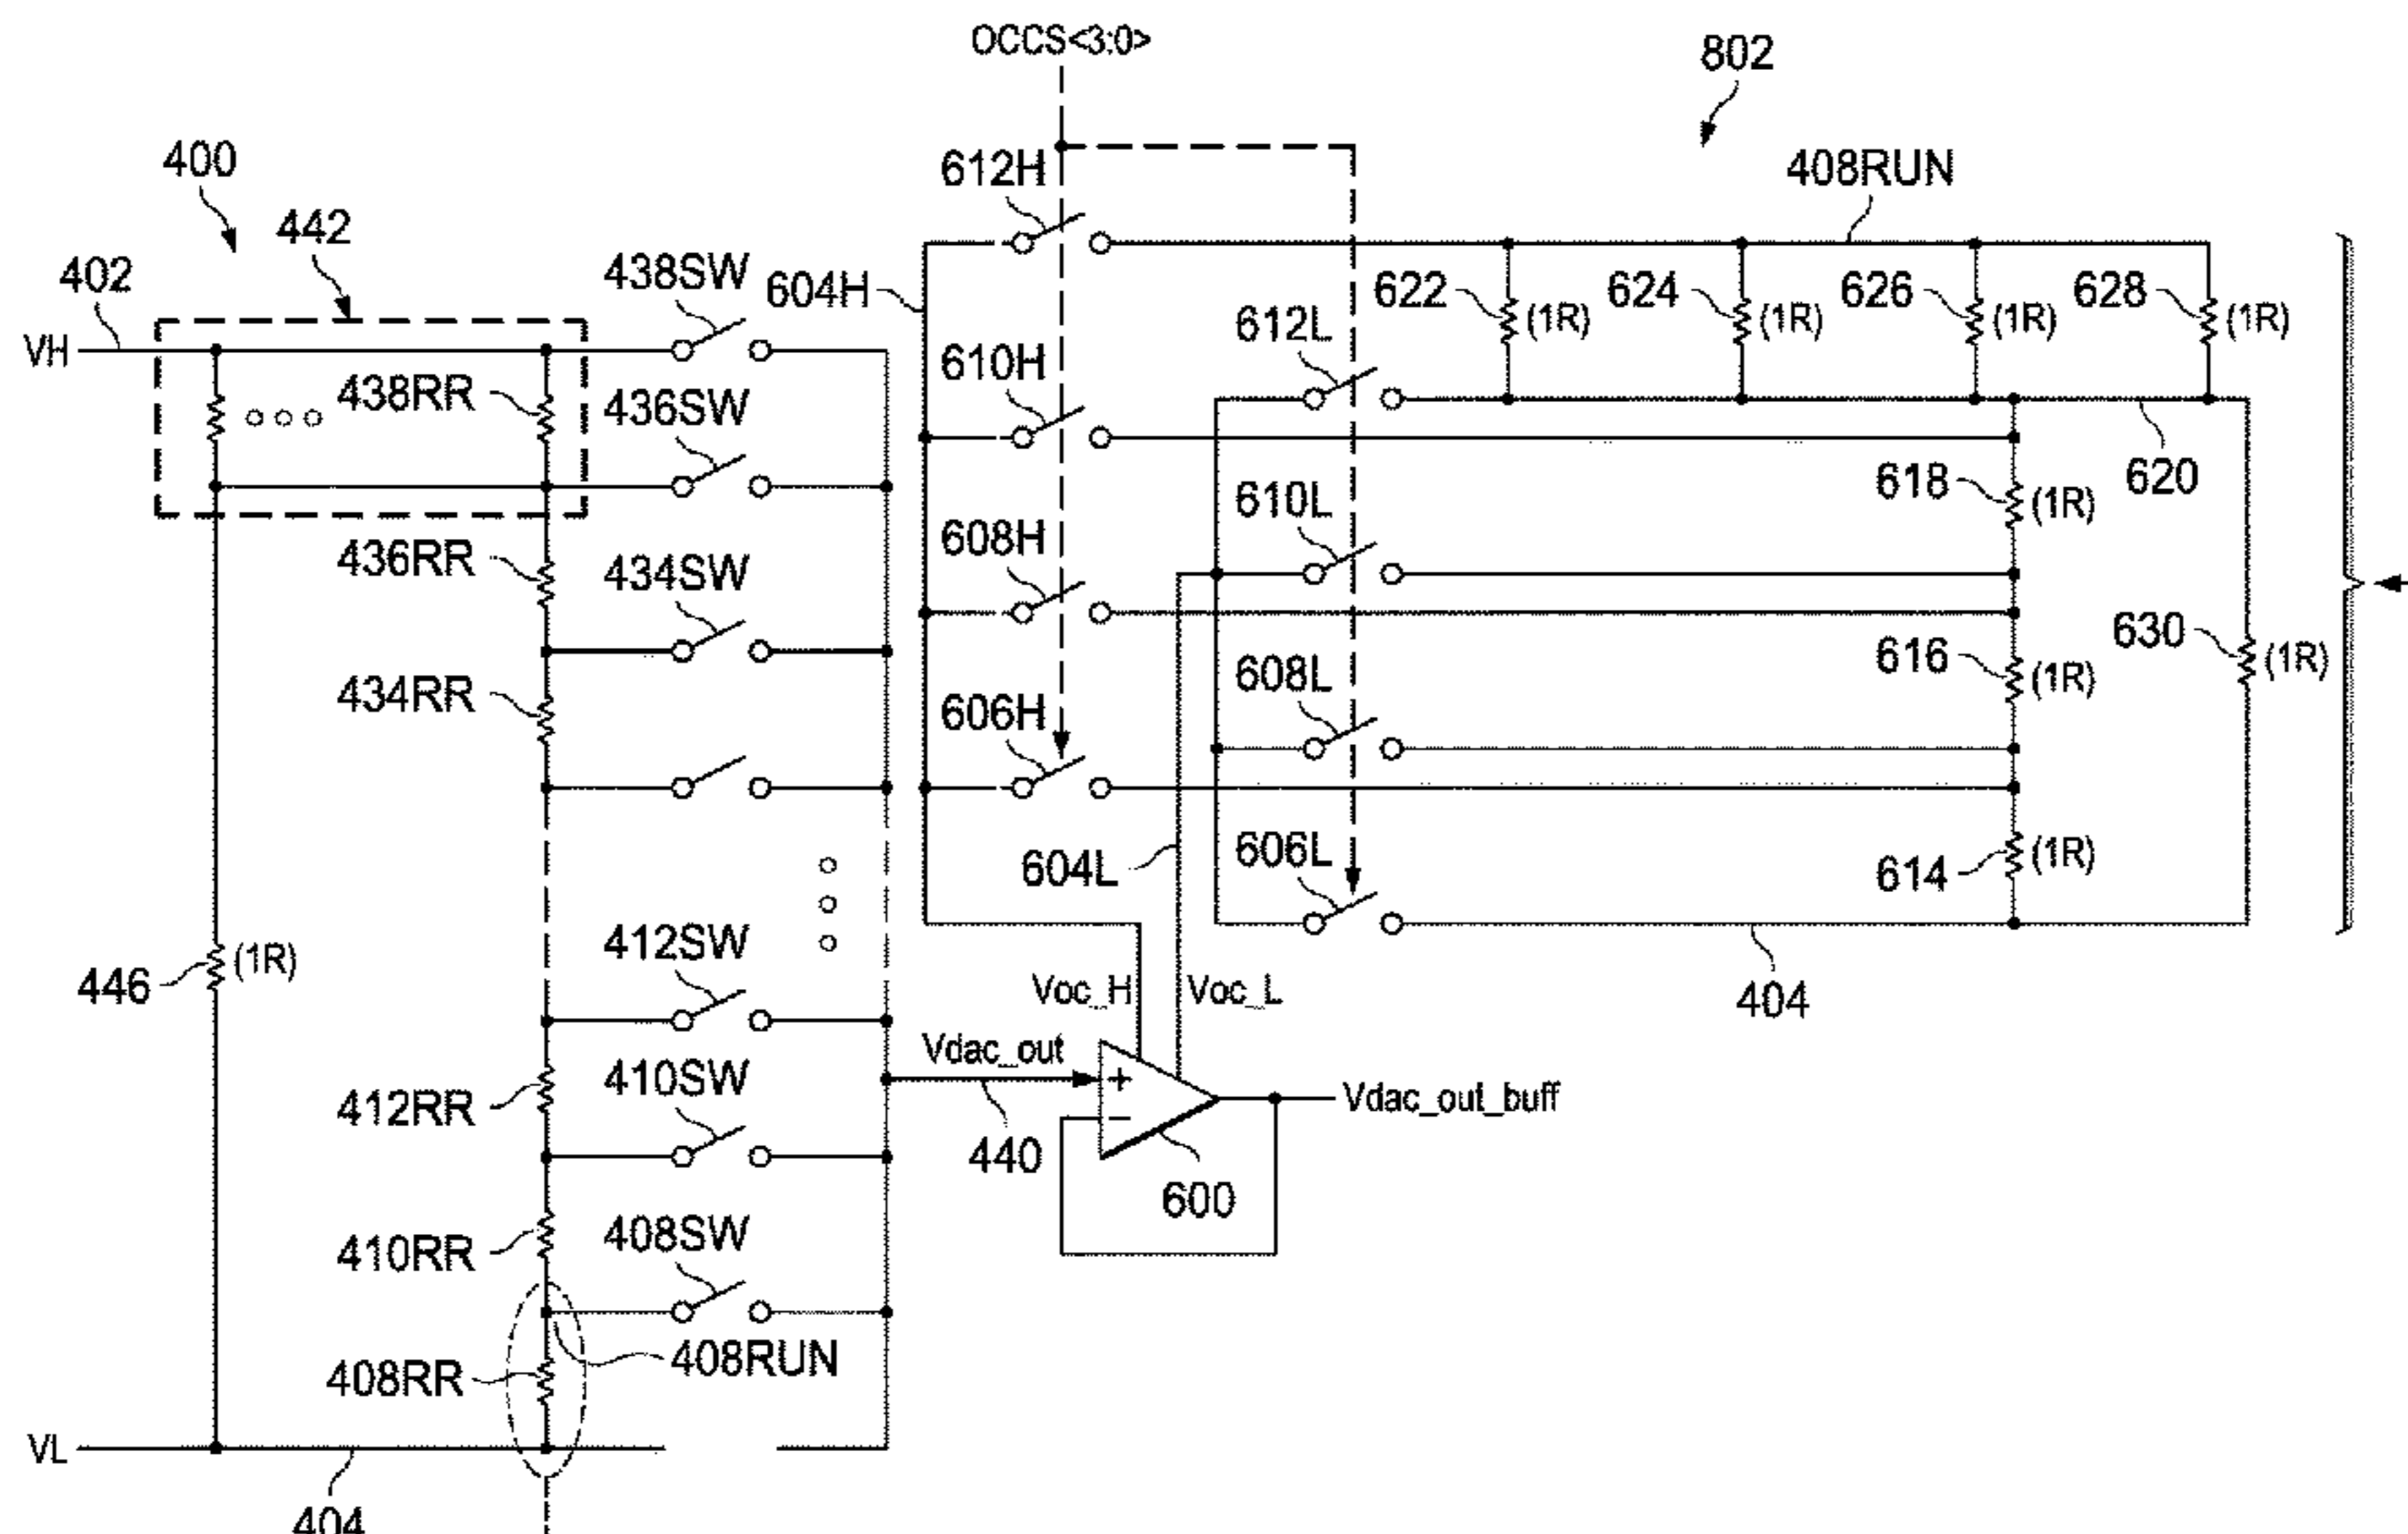 OCCS<3:0>
802
400
612H
408RUN
442
402
438SW
604H
622
(1R)
624
(1R)
626
(1R)
628
(1R)
VH
612L
610H
438RR
436SW
620
610L
618
(1R)
608H
436RR
434SW
630
(1R)
608L
616
(1R)
434RR
606H
606L
604L
614
(1R)
412SW
446
(1R)
Voc_H
Voc_L
404
Vdac_out
412RR
410SW
Vdac_out_buff
440
600
410RR
408SW
408RUN
408RR
VL
404
+
−